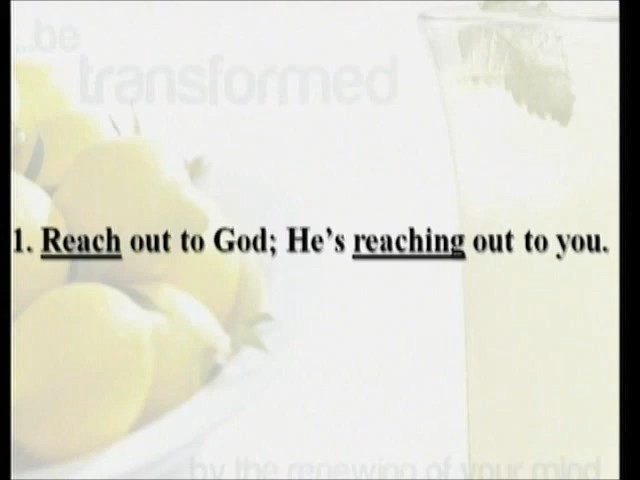 ...be
transformed
1. Reach out to God; He's reaching out to you.
by the renewing of your mind